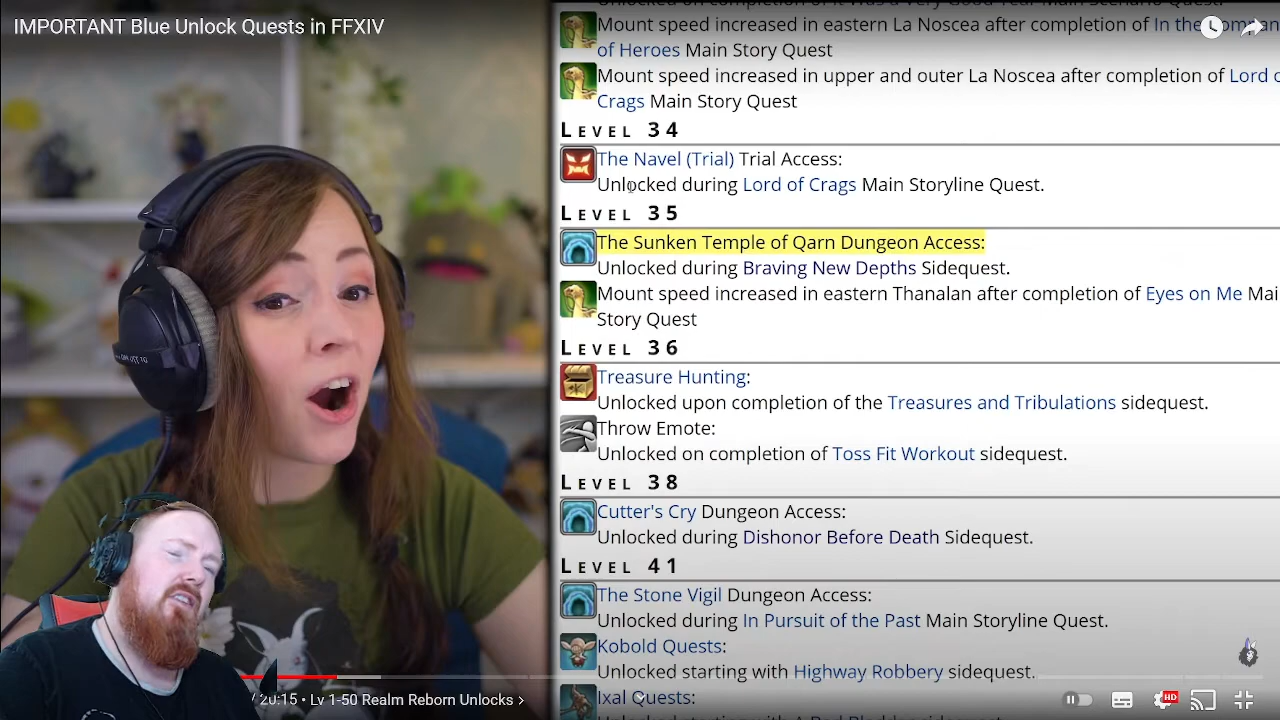 IMPORTANT Blue Unlock Quests in FFXIV
Mount speed increased in eastern La Noscea after completion of In the
of Heroes Main Story Quest
Mount speed increased in upper and outer La Noscea after completion of Lord
Crags Main Story Quest
LEVEL 34
The Navel (Trial) Trial Access:
Unlocked during Lord of Crags Main Storyline Quest.
LEVEL 35
The Sunken Temple of Qarn Dungeon Access:
Unlocked during Braving New Depths Sidequest.
Mount speed increased in eastern Thanalan after completion of Eyes on Me Mai
Story Quest
LEVEL 36
Treasure Hunting:
Unlocked upon completion of the Treasures and Tribulations sidequest.
Throw Emote:
Unlocked on completion of Toss Fit Workout sidequest.
LEVEL 38
Cutter's Cry Dungeon Access:
Unlocked during Dishonor Before Death Sidequest.
LEVEL 41
The Stone Vigil Dungeon Access:
Unlocked during In Pursuit of the Past Main Storyline Quest.
Kobold Quests:
Unlocked starting with Highway Robbery sidequest.
Ixal Quests:
/ 20:15 • Lv 1-50 Realm Reborn Unlocks >
HD